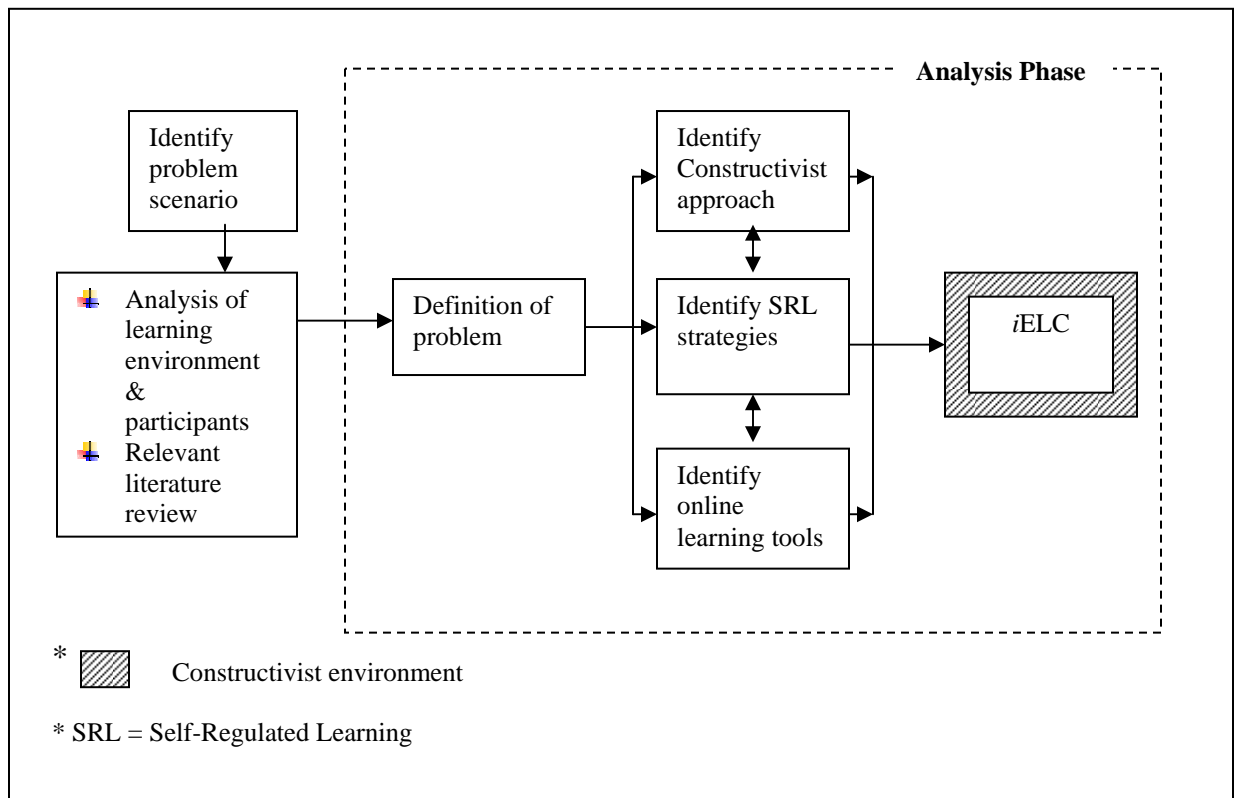 Analysis Phase
Identify
problem
scenario
Analysis of
learning
environment
&
participants
Relevant
literature
review
Definition of
problem
Identify
Constructivist
approach
Identify SRL
strategies
Identify
online
learning tools
iELC
* Constructivist environment
* SRL = Self-Regulated Learning